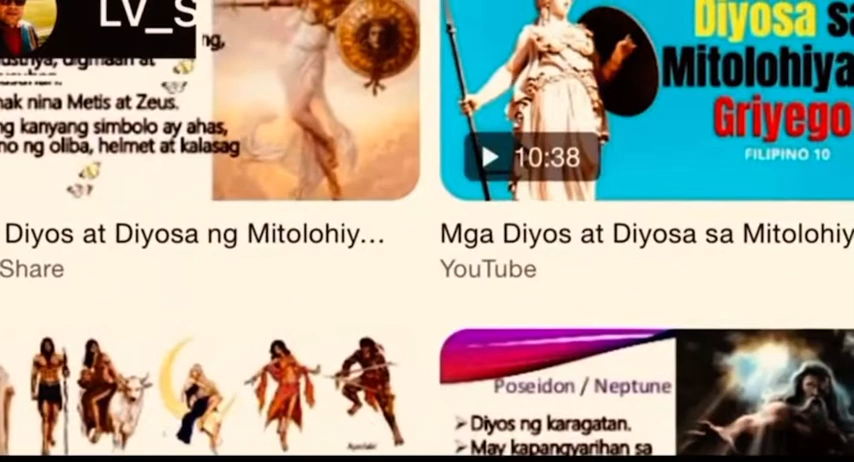 LV_S
ng,
digmaan at
nak nina Metis at Zeus.
ng kanyang simbolo ay ahas,
no ng oliba, helmet at kalasag
Diyosa sa
Mitolohiya
Griyego
FILIPINO 10
10:38
Diyos at Diyosa ng Mitolohiy...
Share
Mga Diyos at Diyosa sa Mitolohiy
YouTube
Poseidon / Neptune
➢Diyos ng karagatan.
➢May kapangyarihan sa